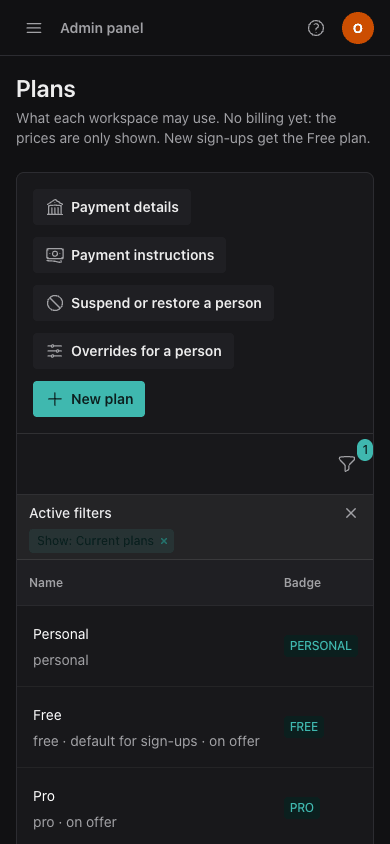 Admin panel
O
Plans
What each workspace may use. No billing yet: the
prices are only shown. New sign-ups get the Free plan.
Payment details
Payment instructions
Suspend or restore a person
Overrides for a person
New plan
1
Active filters
Show: Current plans ×
Name Badge
Personal
personal
PERSONAL
Free
free · default for sign-ups · on offer
FREE
Pro
pro · on offer
PRO